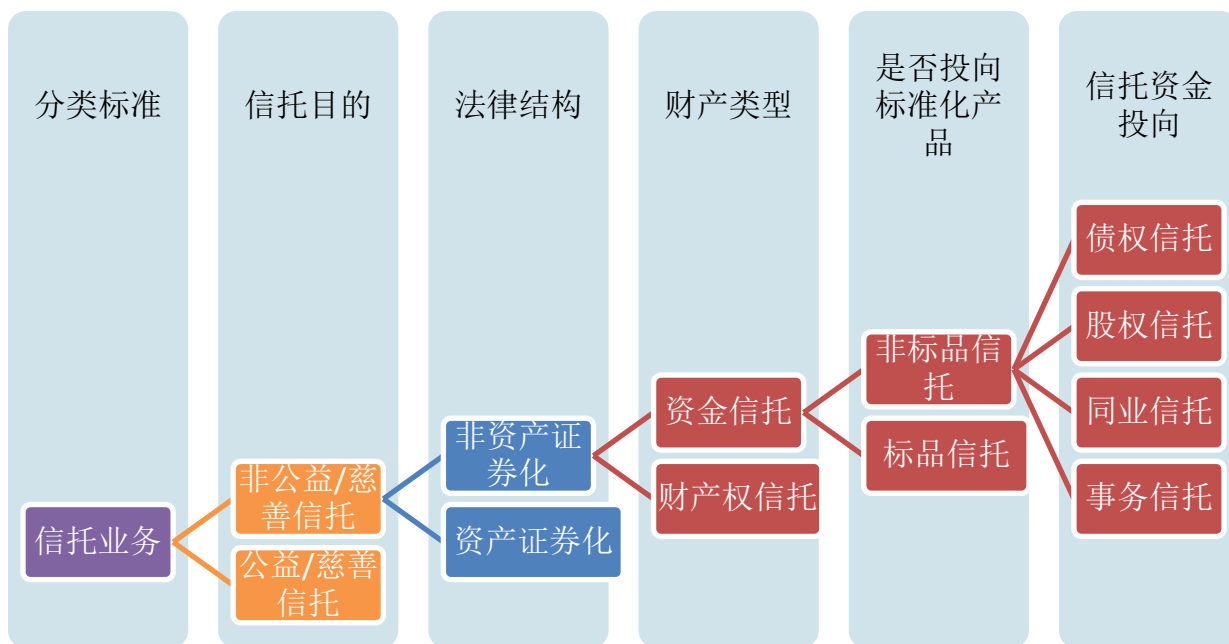 分类标准
信托目的
法律结构
财产类型
是否投向
标准化产
品
信托资金
投向
信托业务
非公益/慈
善信托
公益/慈善
信托
非资产证
券化
资产证券化
资金信托
财产权信托
非标品信
托
标品信托
债权信托
股权信托
同业信托
事务信托